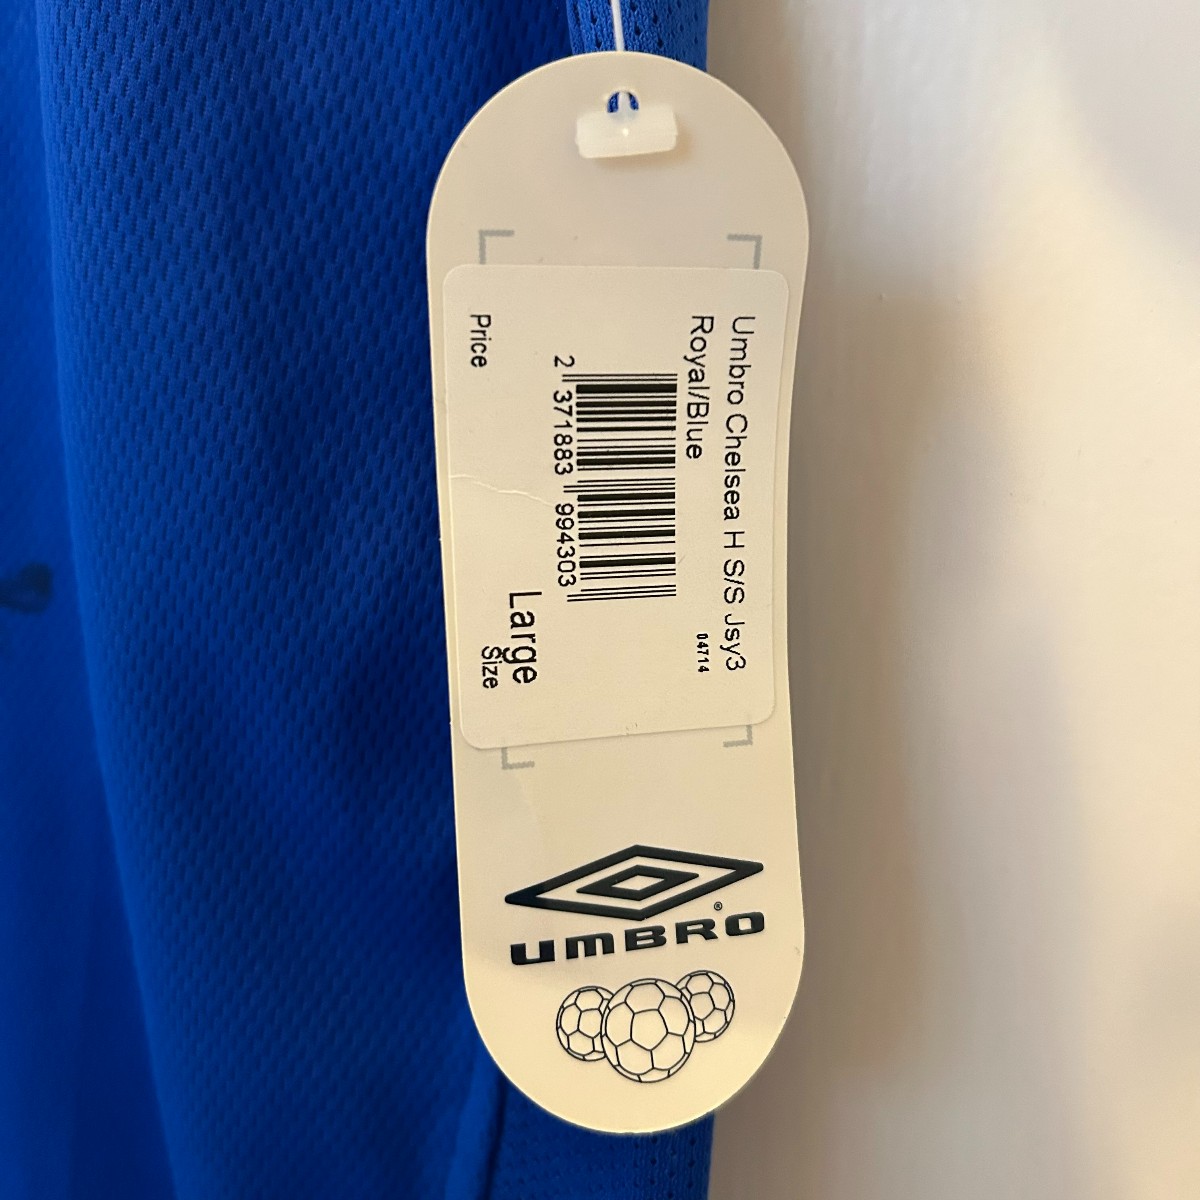 Umbro Chelsea H S/S Jsy3
Royal/Blue
04714
2 371883 994303
Large
Price
Size
UMBRO®